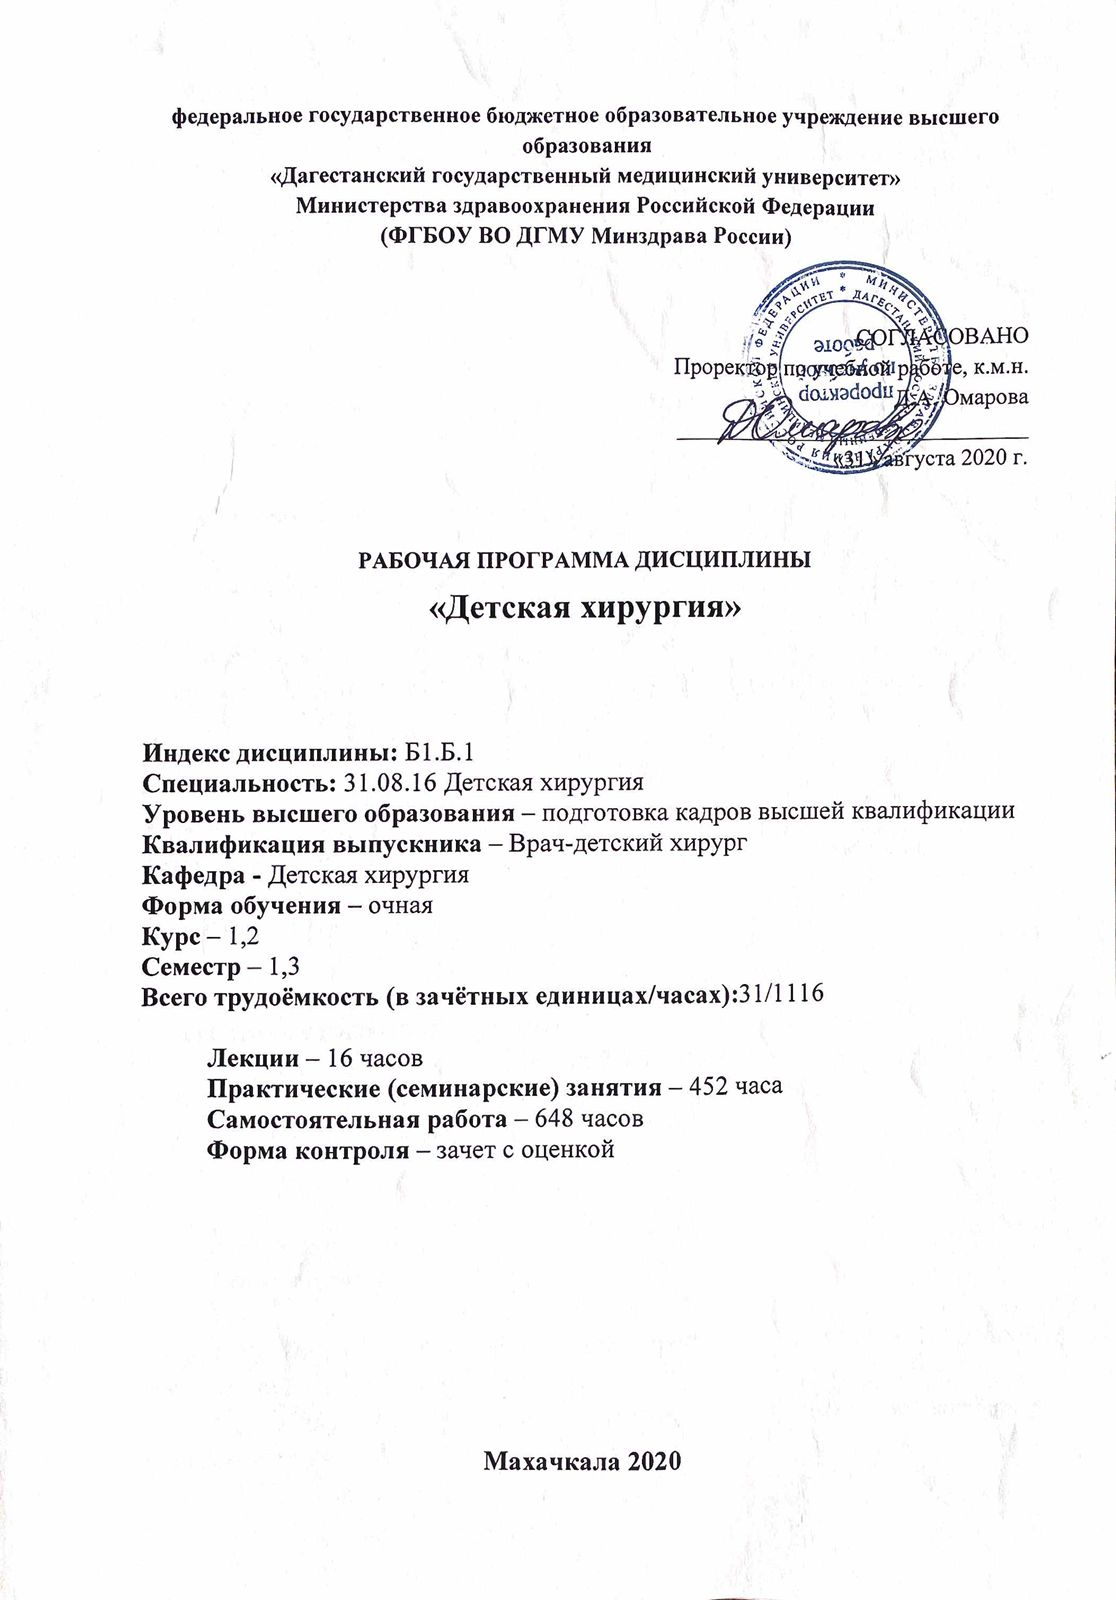 федеральное государственное бюджетное образовательное учреждение высшего
образования
«Дагестанский государственный медицинский университет»
Министерства здравоохранения Российской Федерации
(ФГБОУ ВО ДГМУ Минздрава России)
СОГЛАСОВАНО
Проректор по учебной работе, к.м.н.
Д.А. Омарова
«31» августа 2020 г.
РАБОЧАЯ ПРОГРАММА ДИСЦИПЛИНЫ
«Детская хирургия»
Индекс дисциплины: Б1.Б.1
Специальность: 31.08.16 Детская хирургия
Уровень высшего образования – подготовка кадров высшей квалификации
Квалификация выпускника – Врач-детский хирург
Кафедра - Детская хирургия
Форма обучения – очная
Курс – 1,2
Семестр – 1,3
Всего трудоёмкость (в зачётных единицах/часах):31/1116
Лекции – 16 часов
Практические (семинарские) занятия – 452 часа
Самостоятельная работа – 648 часов
Форма контроля – зачет с оценкой
Махачкала 2020